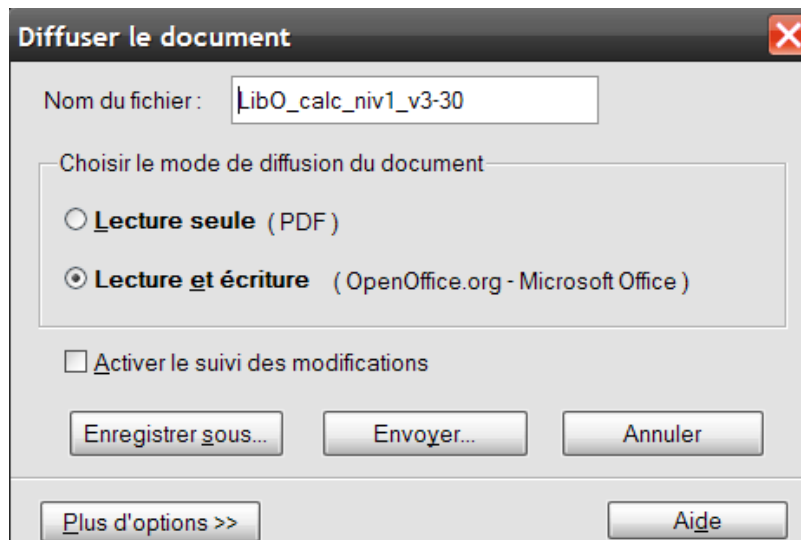 Diffuser le document
Nom du fichier : LibO_calc_niv1_v3-30
Choisir le mode de diffusion du document
Lecture seule ( PDF )
Lecture et écriture ( OpenOffice.org - Microsoft Office )
Activer le suivi des modifications
Enregistrer sous... Envoyer... Annuler
Plus d'options >> Aide